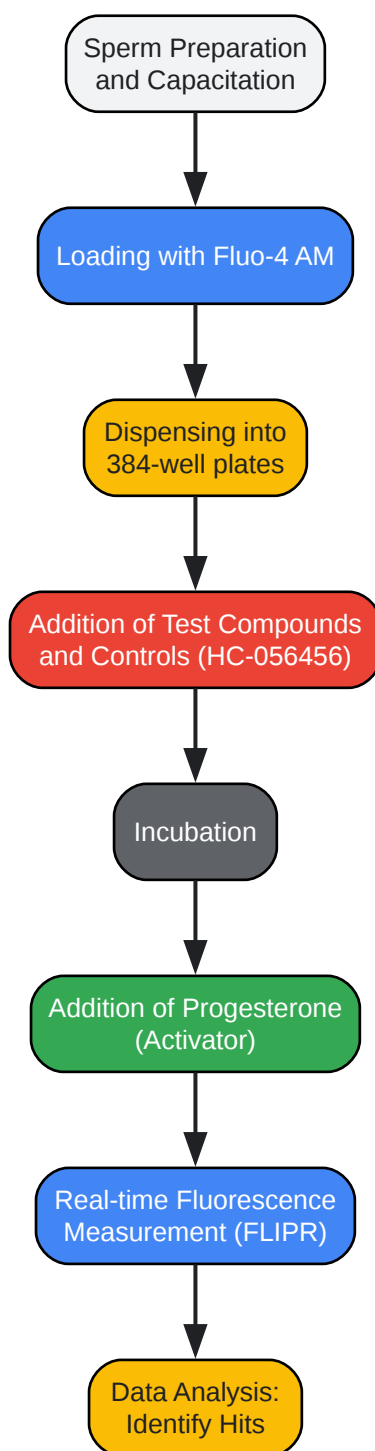 Sperm Preparation
and Capacitation
Loading with Fluo-4 AM
Dispensing into
384-well plates
Addition of Test Compounds
and Controls (HC-056456)
Incubation
Addition of Progesterone
(Activator)
Real-time Fluorescence
Measurement (FLIPR)
Data Analysis:
Identify Hits